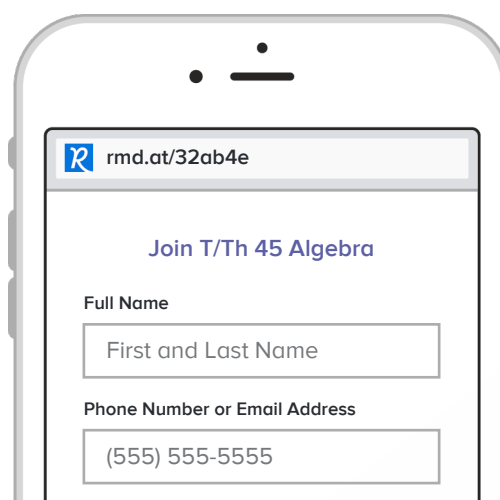 rmd.at/32ab4e
Join T/Th 45 Algebra
Full Name
First and Last Name
Phone Number or Email Address
(555) 555-5555